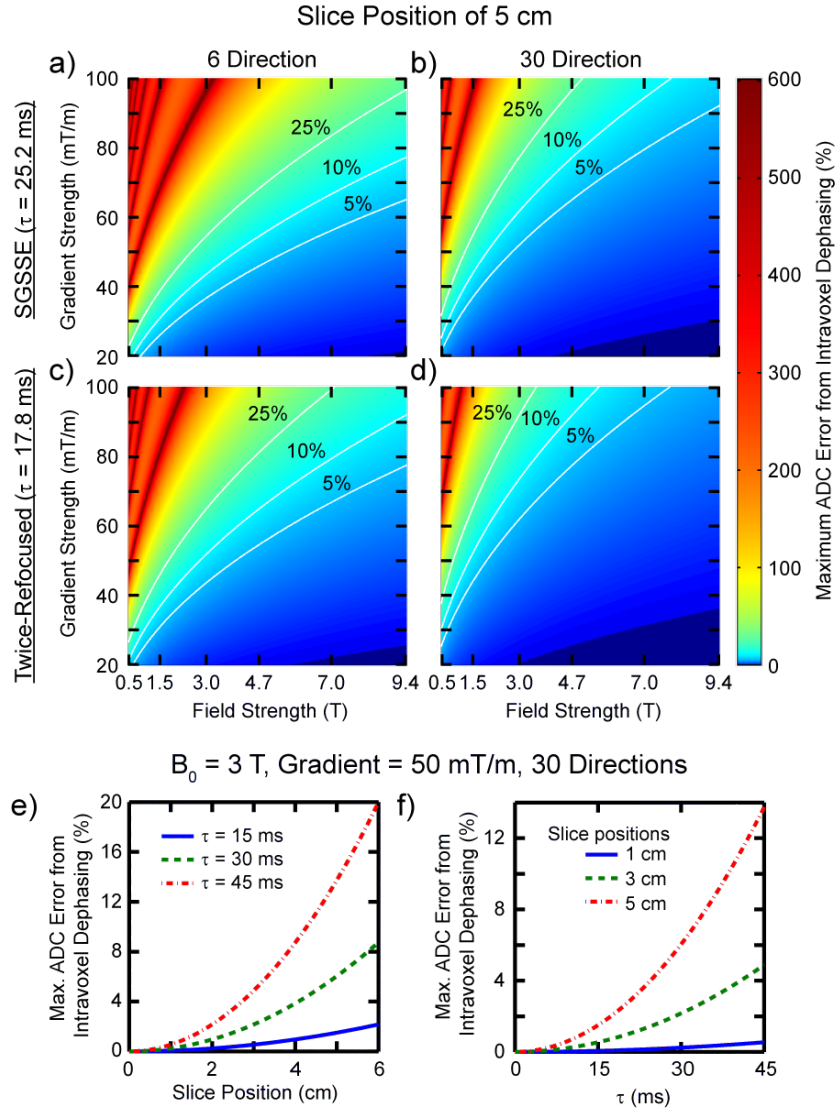 Slice Position of 5 cm
6 Direction
30 Direction
a)
b)
SGSSE (τ = 25.2 ms)
Gradient Strength (mT/m)
100
80
60
40
20
25%
10%
5%
25%
10%
5%
c)
d)
Twice-Refocused (τ = 17.8 ms)
Gradient Strength (mT/m)
100
80
60
40
20
25%
10%
5%
25%
10%
5%
0.5 1.5 3.0 4.7 7.0 9.4
Field Strength (T)
0.5 1.5 3.0 4.7 7.0 9.4
Field Strength (T)
600
500
400
300
200
100
0
Maximum ADC Error from Intravoxel Dephasing (%)
B0 = 3 T, Gradient = 50 mT/m, 30 Directions
e)
Max. ADC Error from
Intravoxel Dephasing (%)
20
16
12
8
4
0
τ = 15 ms
τ = 30 ms
τ = 45 ms
0 2 4 6
Slice Position (cm)
f)
Max. ADC Error from
Intravoxel Dephasing (%)
12
8
4
0
Slice positions
1 cm
3 cm
5 cm
0 15 30 45
τ (ms)